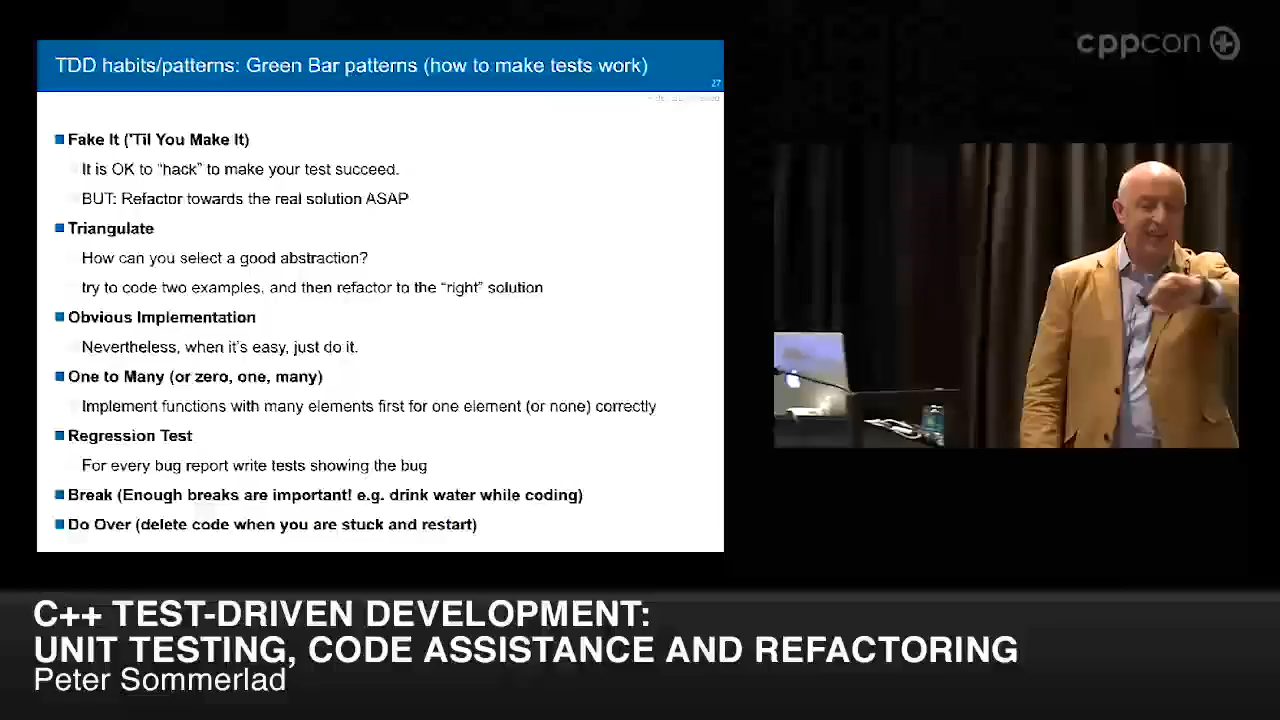 cppcon
TDD habits/patterns: Green Bar patterns (how to make tests work)
27
Fake It ('Til You Make It)
It is OK to “hack” to make your test succeed.
BUT: Refactor towards the real solution ASAP
Triangulate
How can you select a good abstraction?
try to code two examples, and then refactor to the “right” solution
Obvious Implementation
Nevertheless, when it’s easy, just do it.
One to Many (or zero, one, many)
Implement functions with many elements first for one element (or none) correctly
Regression Test
For every bug report write tests showing the bug
Break (Enough breaks are important! e.g. drink water while coding)
Do Over (delete code when you are stuck and restart)
C++ TEST-DRIVEN DEVELOPMENT:
UNIT TESTING, CODE ASSISTANCE AND REFACTORING
Peter Sommerlad